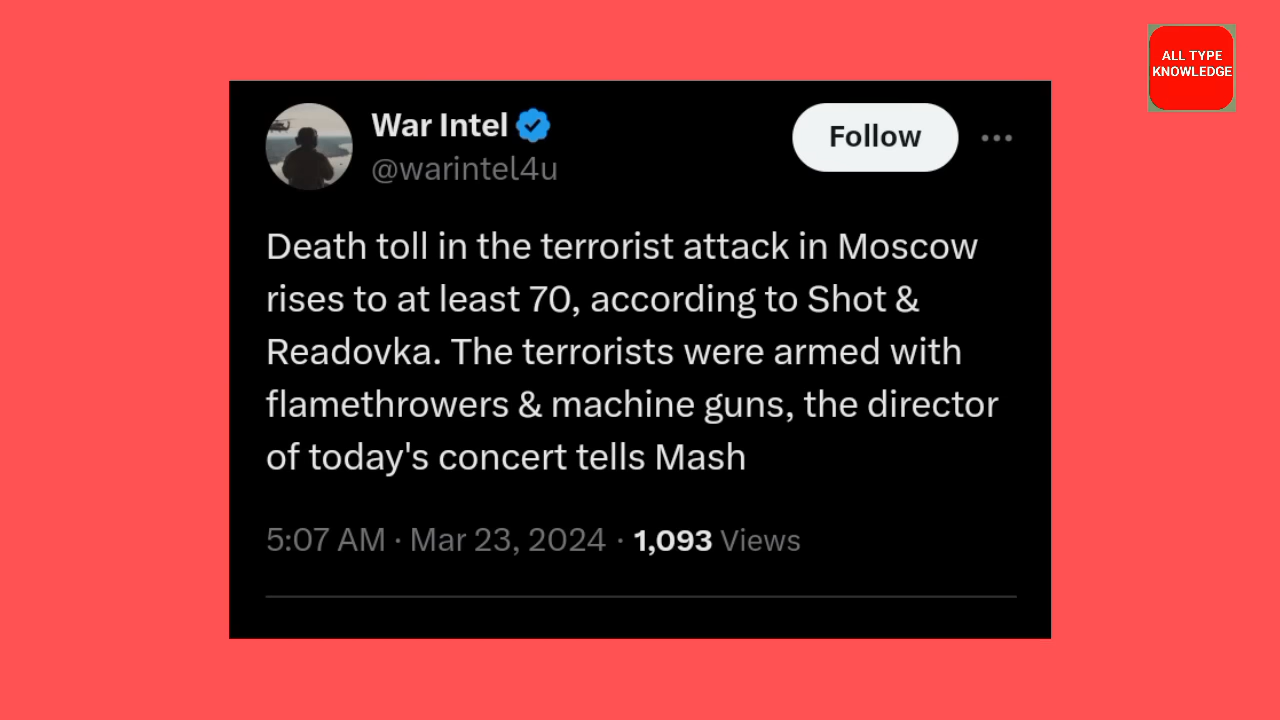 ALL TYPE
KNOWLEDGE
War Intel
@warintel4u
Follow
Death toll in the terrorist attack in Moscow
rises to at least 70, according to Shot &
Readovka. The terrorists were armed with
flamethrowers & machine guns, the director
of today's concert tells Mash
5:07 AM · Mar 23, 2024 · 1,093 Views